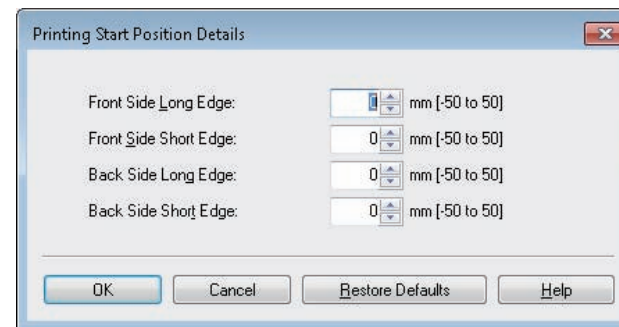 Printing Start Position Details
Front Side Long Edge: 0 mm [-50 to 50]
Front Side Short Edge: 0 mm [-50 to 50]
Back Side Long Edge: 0 mm [-50 to 50]
Back Side Short Edge: 0 mm [-50 to 50]
OK Cancel Restore Defaults Help